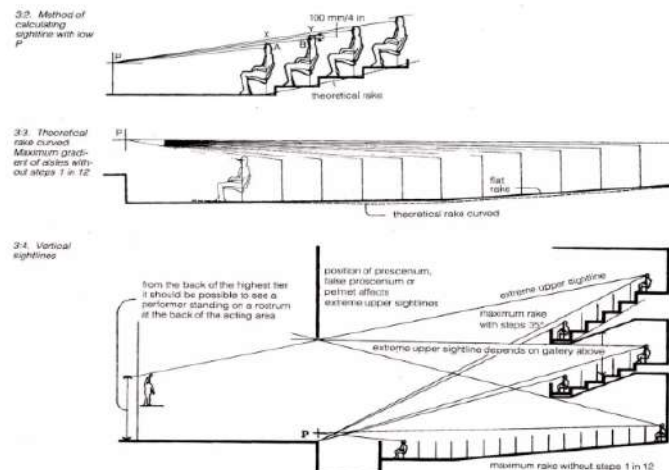 3:2. Method of
calculating
sightline with low
P
100 mm/4 in
P
X
Y
A
B
theoretical rake
3:3. Theoretical
rake curved
Maximum gradi-
ent of aisles with-
out steps 1 in 12
P
flat
rake
theoretical rake curved
3:4. Vertical
sightlines
from the back of the highest tier
it should be possible to see a
performer standing on a rostrum
at the back of the acting area
position of proscenium,
false proscenium or
pelmet affects
extreme upper sightlines
extreme upper sightline
maximum rake
with steps 35°
extreme upper sightline depends on gallery above
P
maximum rake without steps 1 in 12